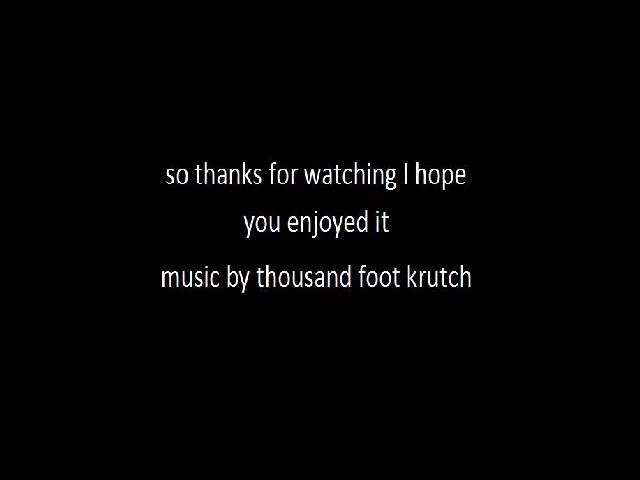 so thanks for watching I hope
you enjoyed it
music by thousand foot krutch